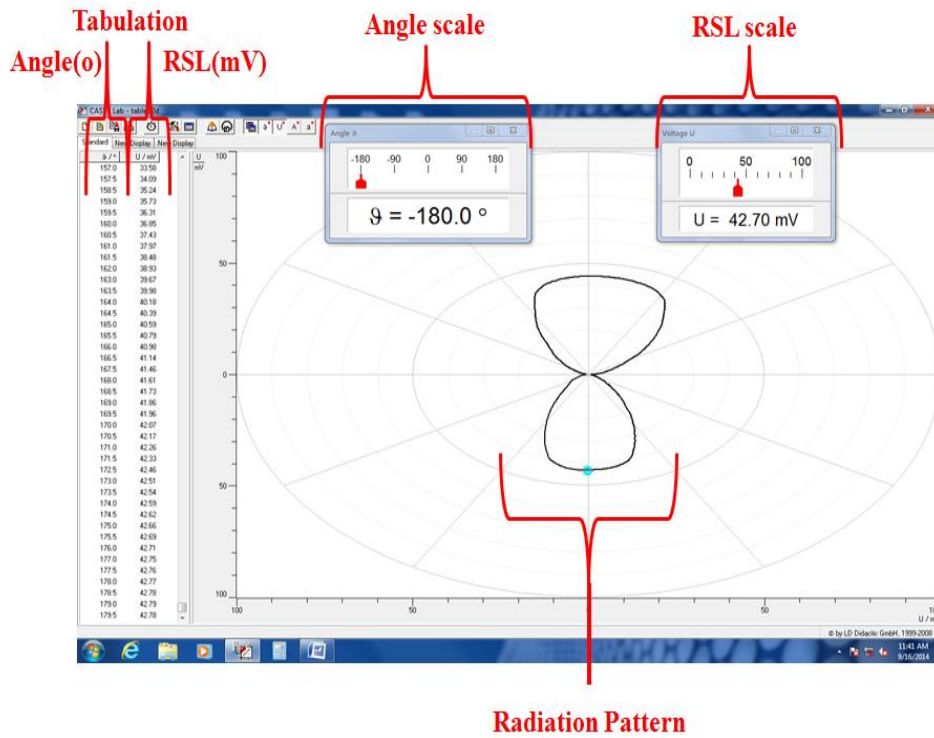 Tabulation
Angle(o) RSL(mV)
Angle scale
RSL scale
Standard New Display New Display
Angle ϑ
-180 -90 0 90 180
ϑ = -180.0 °
Voltage U
0 50 100
U = 42.70 mV
ϑ / ° U / mV
157.0 33.58
157.5 34.09
158.5 35.24
159.0 35.73
159.5 36.31
160.0 36.85
160.5 37.43
161.0 37.97
161.5 38.48
162.0 38.93
163.0 39.67
163.5 39.98
164.0 40.18
164.5 40.39
165.0 40.59
165.5 40.79
166.0 40.98
166.5 41.14
167.5 41.46
168.0 41.61
168.5 41.73
169.0 41.86
169.5 41.96
170.0 42.07
170.5 42.17
171.0 42.26
171.5 42.33
172.5 42.46
173.0 42.51
173.5 42.54
174.0 42.59
174.5 42.62
175.0 42.66
175.5 42.69
176.0 42.71
177.0 42.75
177.5 42.76
178.0 42.77
178.5 42.78
179.0 42.79
179.5 42.78
U
mV
100
50
0
50
100
100 50 0 50
© by LD Didactic GmbH, 1999-2008
11:41 AM
9/16/2014
Radiation Pattern